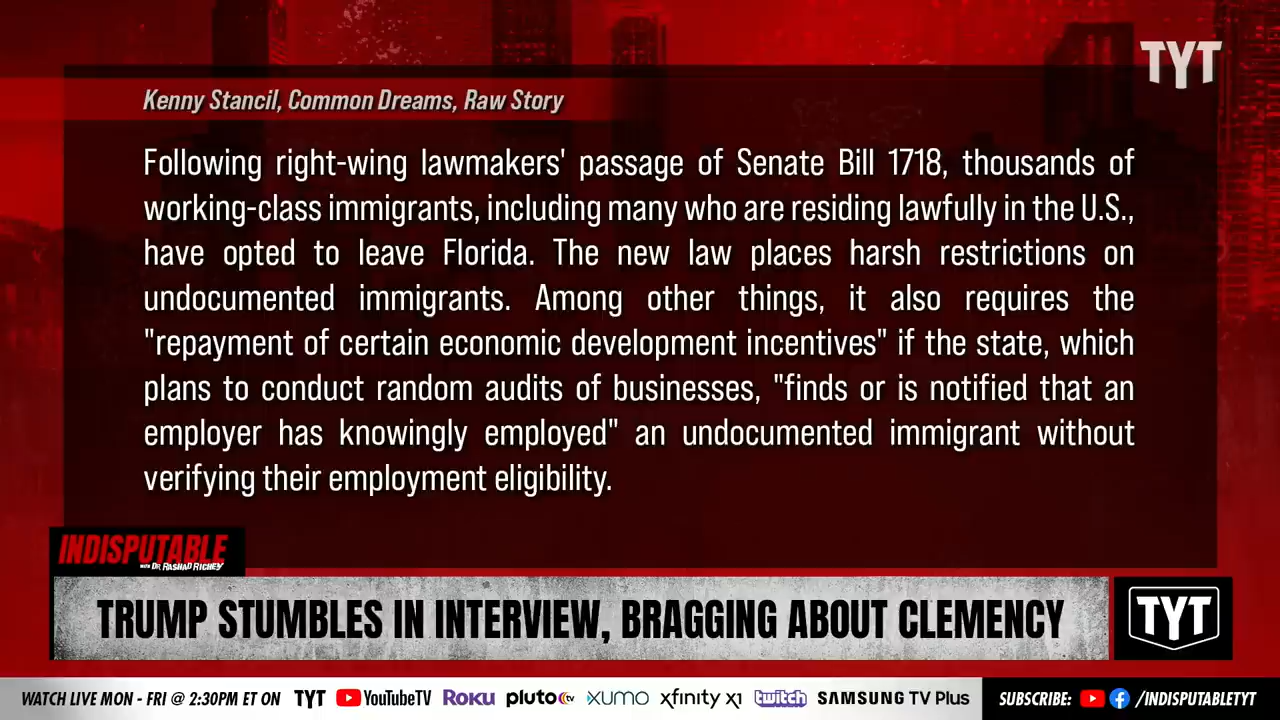 TYT
Kenny Stancil, Common Dreams, Raw Story
Following right-wing lawmakers' passage of Senate Bill 1718, thousands of
working-class immigrants, including many who are residing lawfully in the U.S.,
have opted to leave Florida. The new law places harsh restrictions on
undocumented immigrants. Among other things, it also requires the
"repayment of certain economic development incentives" if the state, which
plans to conduct random audits of businesses, "finds or is notified that an
employer has knowingly employed" an undocumented immigrant without
verifying their employment eligibility.
INDISPUTABLE
WITH DR. RASHAD RICHEY
TRUMP STUMBLES IN INTERVIEW, BRAGGING ABOUT CLEMENCY
TYT
WATCH LIVE MON - FRI @ 2:30PM ET ON TYT YouTubeTV ROKU pluto tv xumo xfinity x1 twitch SAMSUNG TV Plus SUBSCRIBE: /INDISPUTABLETYT